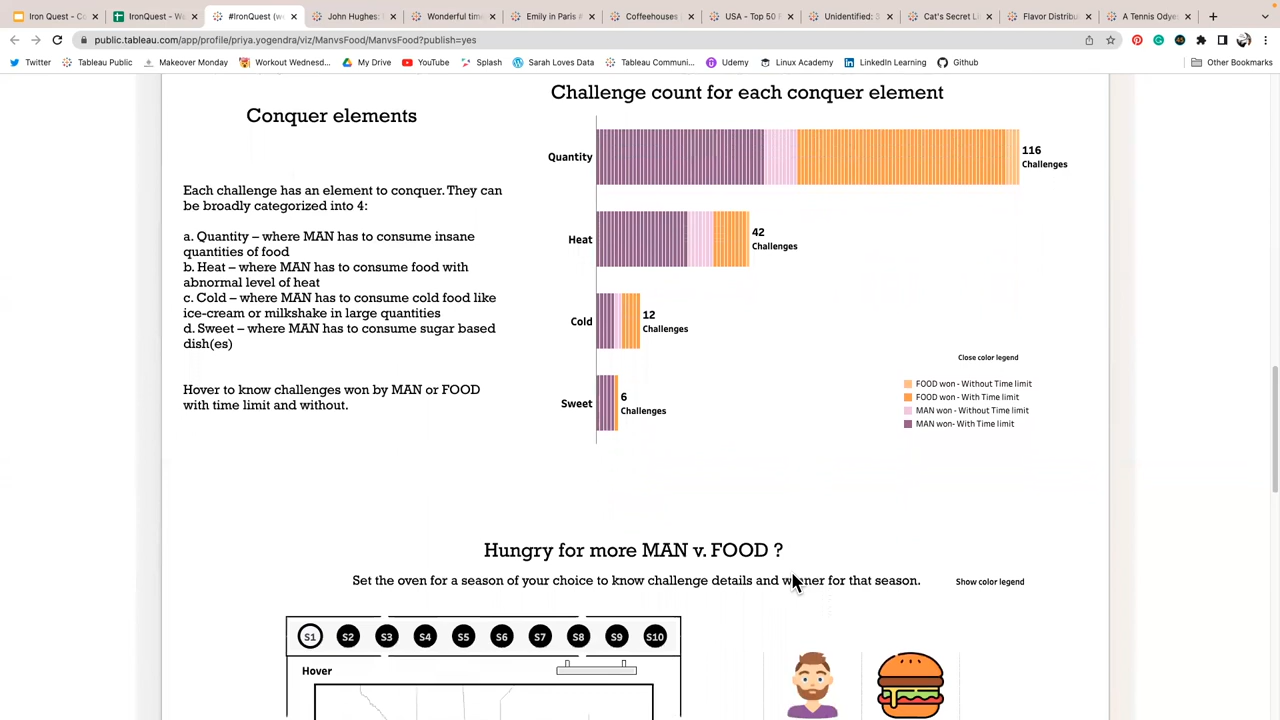 Iron Quest - Ca
IronQuest – We
#IronQuest (w
John Hughes:
Wonderful tim
Emily in Paris
Coffeehouses
USA - Top 50
Unidentified:
Cat's Secret L
Flavor Distribu
A Tennis Odys
public.tableau.com/app/profile/priya.yogendra/viz/ManvsFood/ManvsFood?publish=yes
Twitter
Tableau Public
Makeover Monday
Workout Wednesd...
My Drive
YouTube
Splash
Sarah Loves Data
Tableau Communi...
Udemy
Linux Academy
LinkedIn Learning
Github
Other Bookmarks
Conquer elements
Each challenge has an element to conquer. They can
be broadly categorized into 4:
a. Quantity – where MAN has to consume insane
quantities of food
b. Heat – where MAN has to consume food with
abnormal level of heat
c. Cold – where MAN has to consume cold food like
ice-cream or milkshake in large quantities
d. Sweet – where MAN has to consume sugar based
dish(es)
Hover to know challenges won by MAN or FOOD
with time limit and without.
Challenge count for each conquer element
Quantity
116
Challenges
Heat
42
Challenges
Cold
12
Challenges
Sweet
6
Challenges
Close color legend
FOOD won - Without Time limit
FOOD won - With Time limit
MAN won - Without Time limit
MAN won- With Time limit
Hungry for more MAN v. FOOD ?
Set the oven for a season of your choice to know challenge details and winner for that season.
Show color legend
S1 S2 S3 S4 S5 S6 S7 S8 S9 S10
Hover